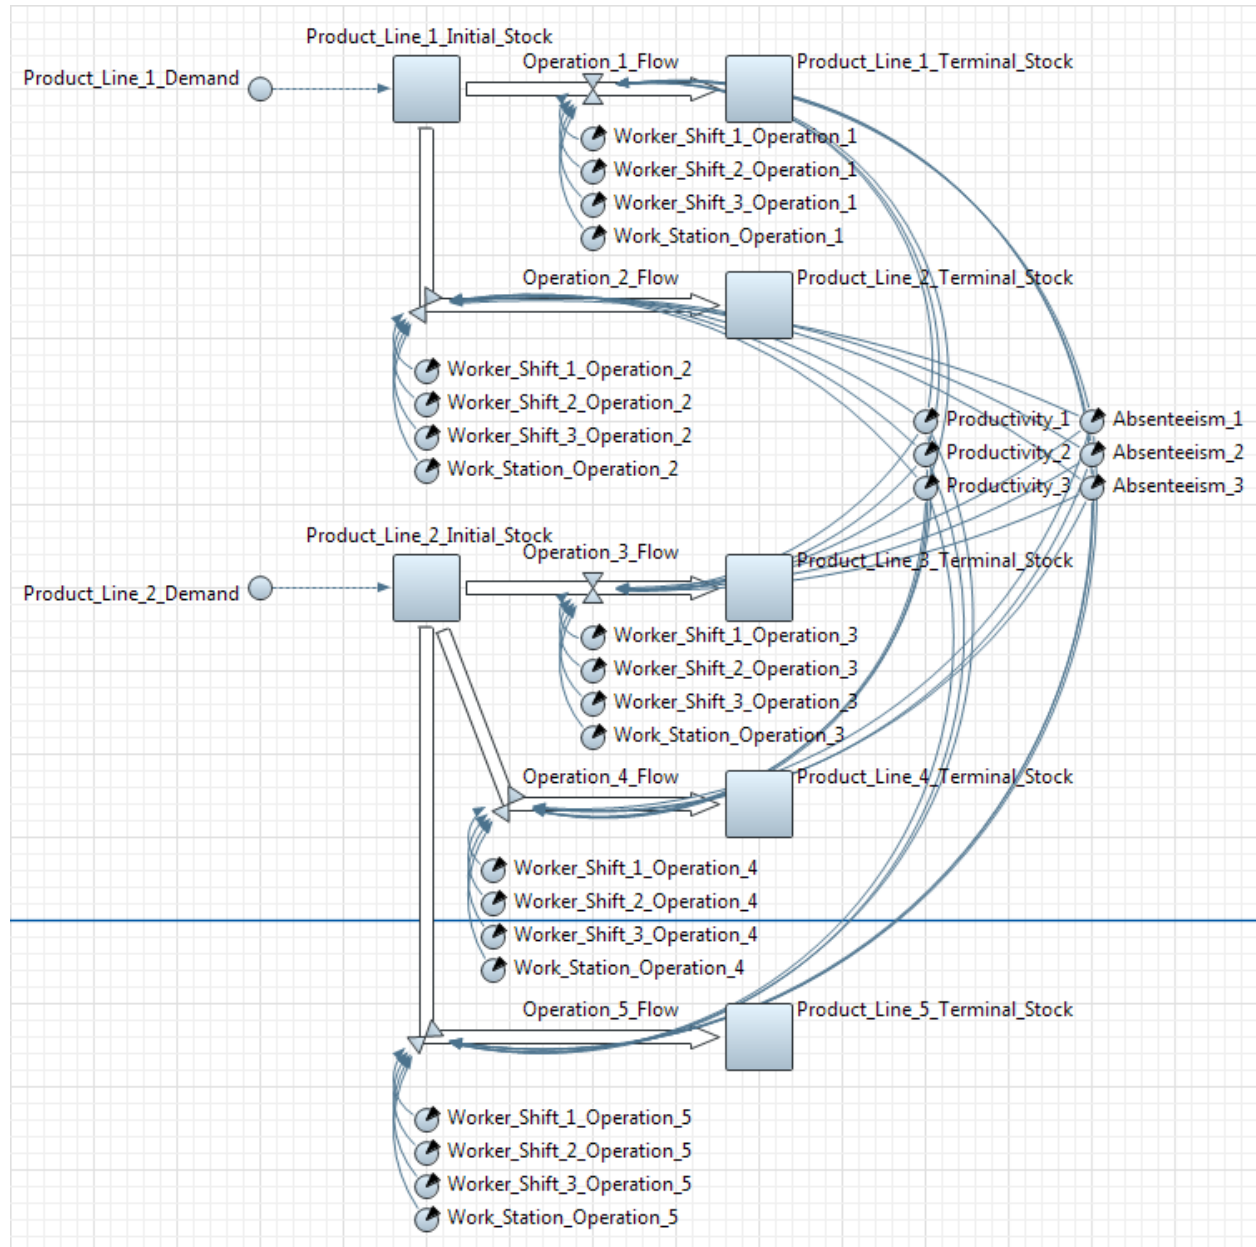 Product_Line_1_Initial_Stock
Operation_1_Flow
Product_Line_1_Terminal_Stock
Product_Line_1_Demand
Worker_Shift_1_Operation_1
Worker_Shift_2_Operation_1
Worker_Shift_3_Operation_1
Work_Station_Operation_1
Operation_2_Flow
Product_Line_2_Terminal_Stock
Worker_Shift_1_Operation_2
Worker_Shift_2_Operation_2
Worker_Shift_3_Operation_2
Work_Station_Operation_2
Productivity_1
Absenteeism_1
Productivity_2
Absenteeism_2
Productivity_3
Absenteeism_3
Product_Line_2_Initial_Stock
Operation_3_Flow
Product_Line_3_Terminal_Stock
Product_Line_2_Demand
Worker_Shift_1_Operation_3
Worker_Shift_2_Operation_3
Worker_Shift_3_Operation_3
Work_Station_Operation_3
Operation_4_Flow
Product_Line_4_Terminal_Stock
Worker_Shift_1_Operation_4
Worker_Shift_2_Operation_4
Worker_Shift_3_Operation_4
Work_Station_Operation_4
Operation_5_Flow
Product_Line_5_Terminal_Stock
Worker_Shift_1_Operation_5
Worker_Shift_2_Operation_5
Worker_Shift_3_Operation_5
Work_Station_Operation_5